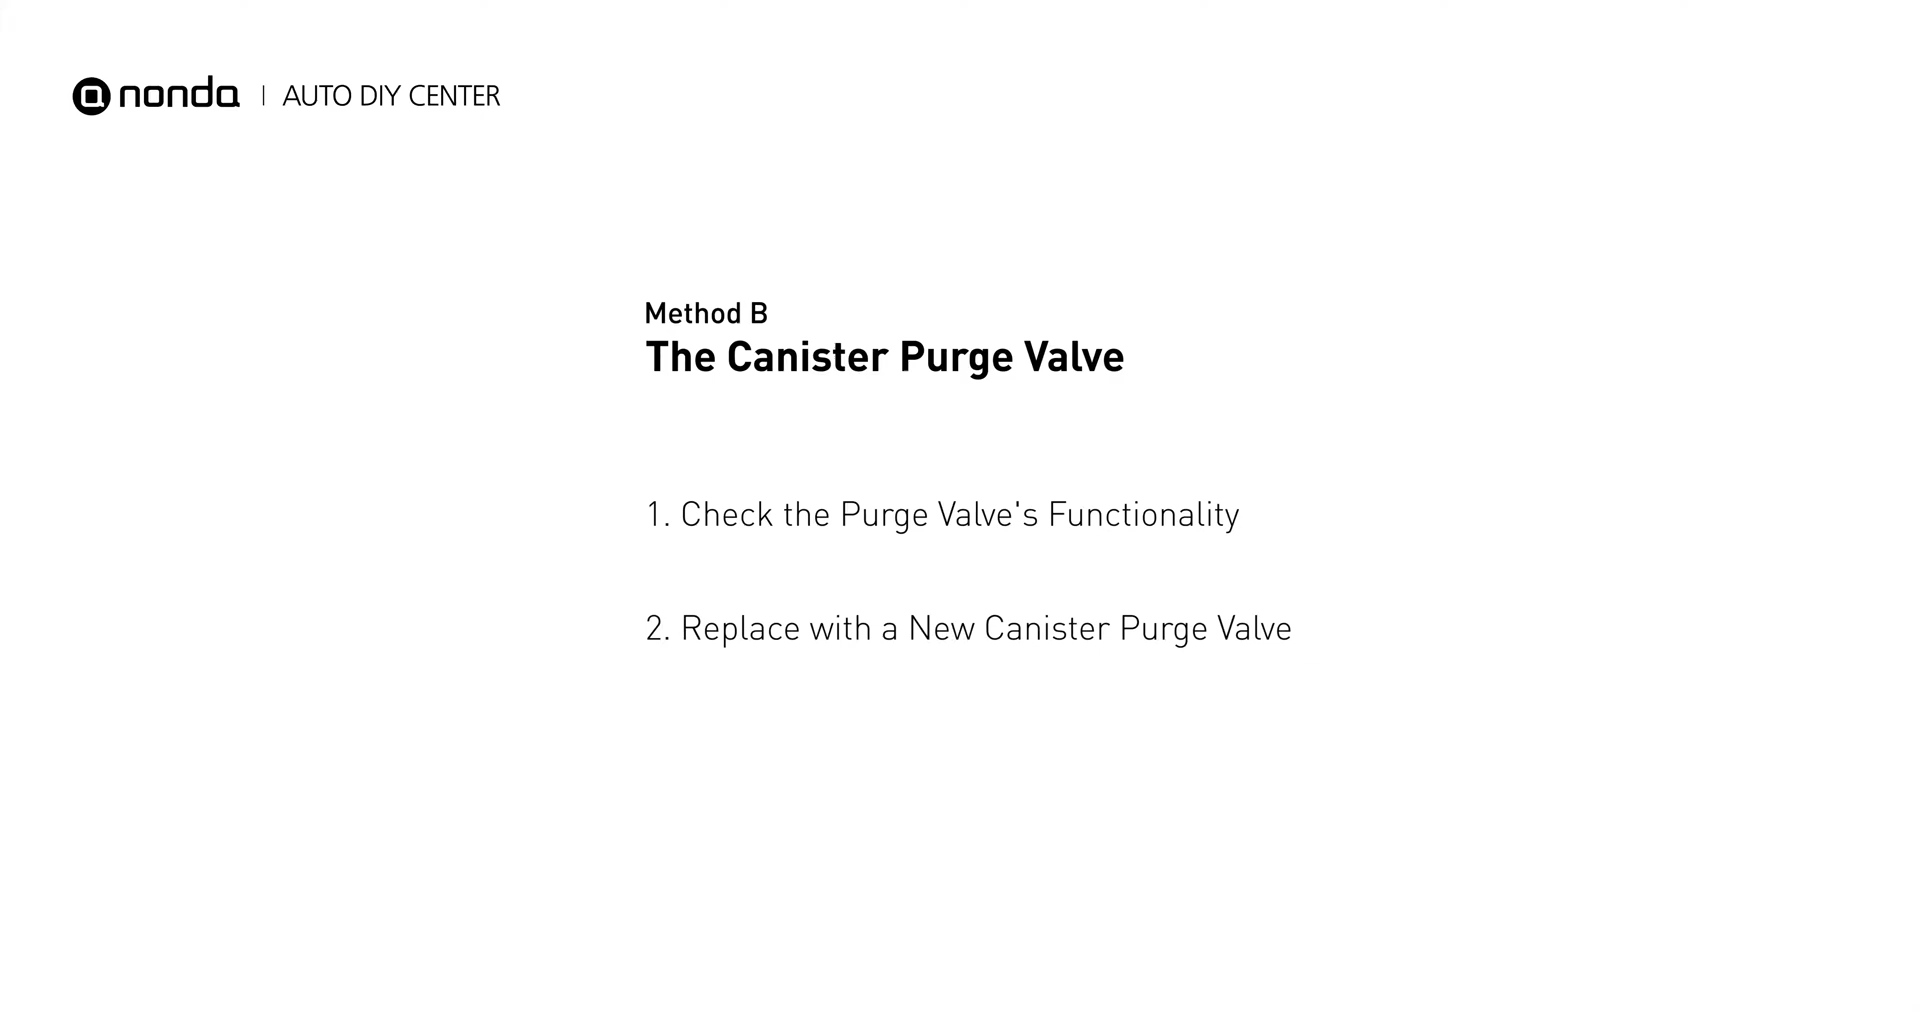 nonda | AUTO DIY CENTER
Method B
The Canister Purge Valve
1. Check the Purge Valve's Functionality
2. Replace with a New Canister Purge Valve